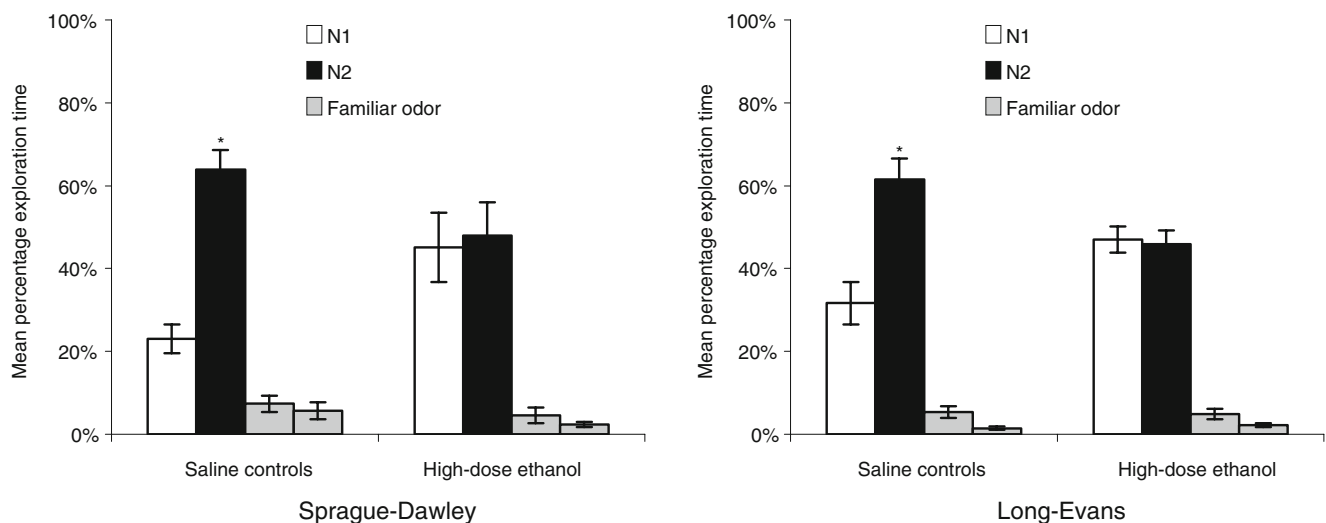 100%
80%
60%
40%
20%
0%
Mean percentage exploration time
N1
N2
Familiar odor
*
Saline controls
High-dose ethanol
Sprague-Dawley
100%
80%
60%
40%
20%
0%
Mean percentage exploration time
N1
N2
Familiar odor
*
Saline controls
High-dose ethanol
Long-Evans